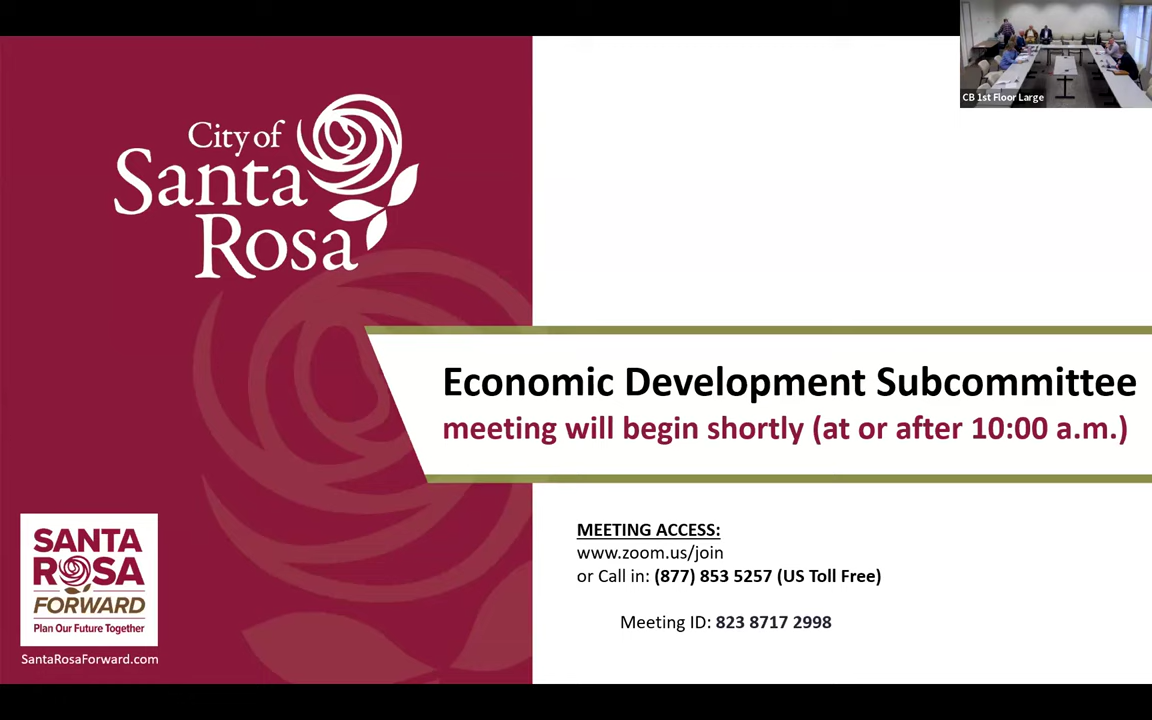 CB 1st Floor Large
City of
Santa
Rosa
Economic Development Subcommittee
meeting will begin shortly (at or after 10:00 a.m.)
MEETING ACCESS:
www.zoom.us/join
or Call in: (877) 853 5257 (US Toll Free)
Meeting ID: 823 8717 2998
SANTA
ROSA
FORWARD
Plan Our Future Together
SantaRosaForward.com